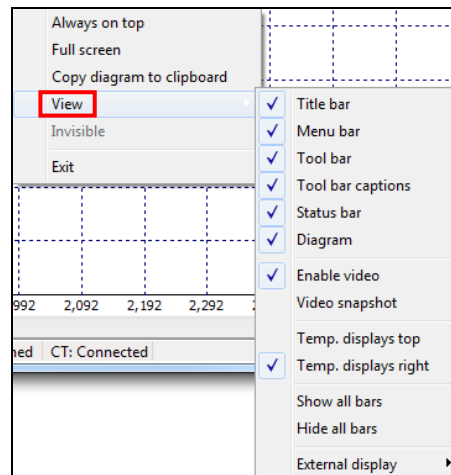 Always on top
Full screen
Copy diagram to clipboard
View
Invisible
Exit
Title bar
Menu bar
Tool bar
Tool bar captions
Status bar
Diagram
Enable video
Video snapshot
Temp. displays top
Temp. displays right
Show all bars
Hide all bars
External display
992 2,092 2,192 2,292
CT: Connected